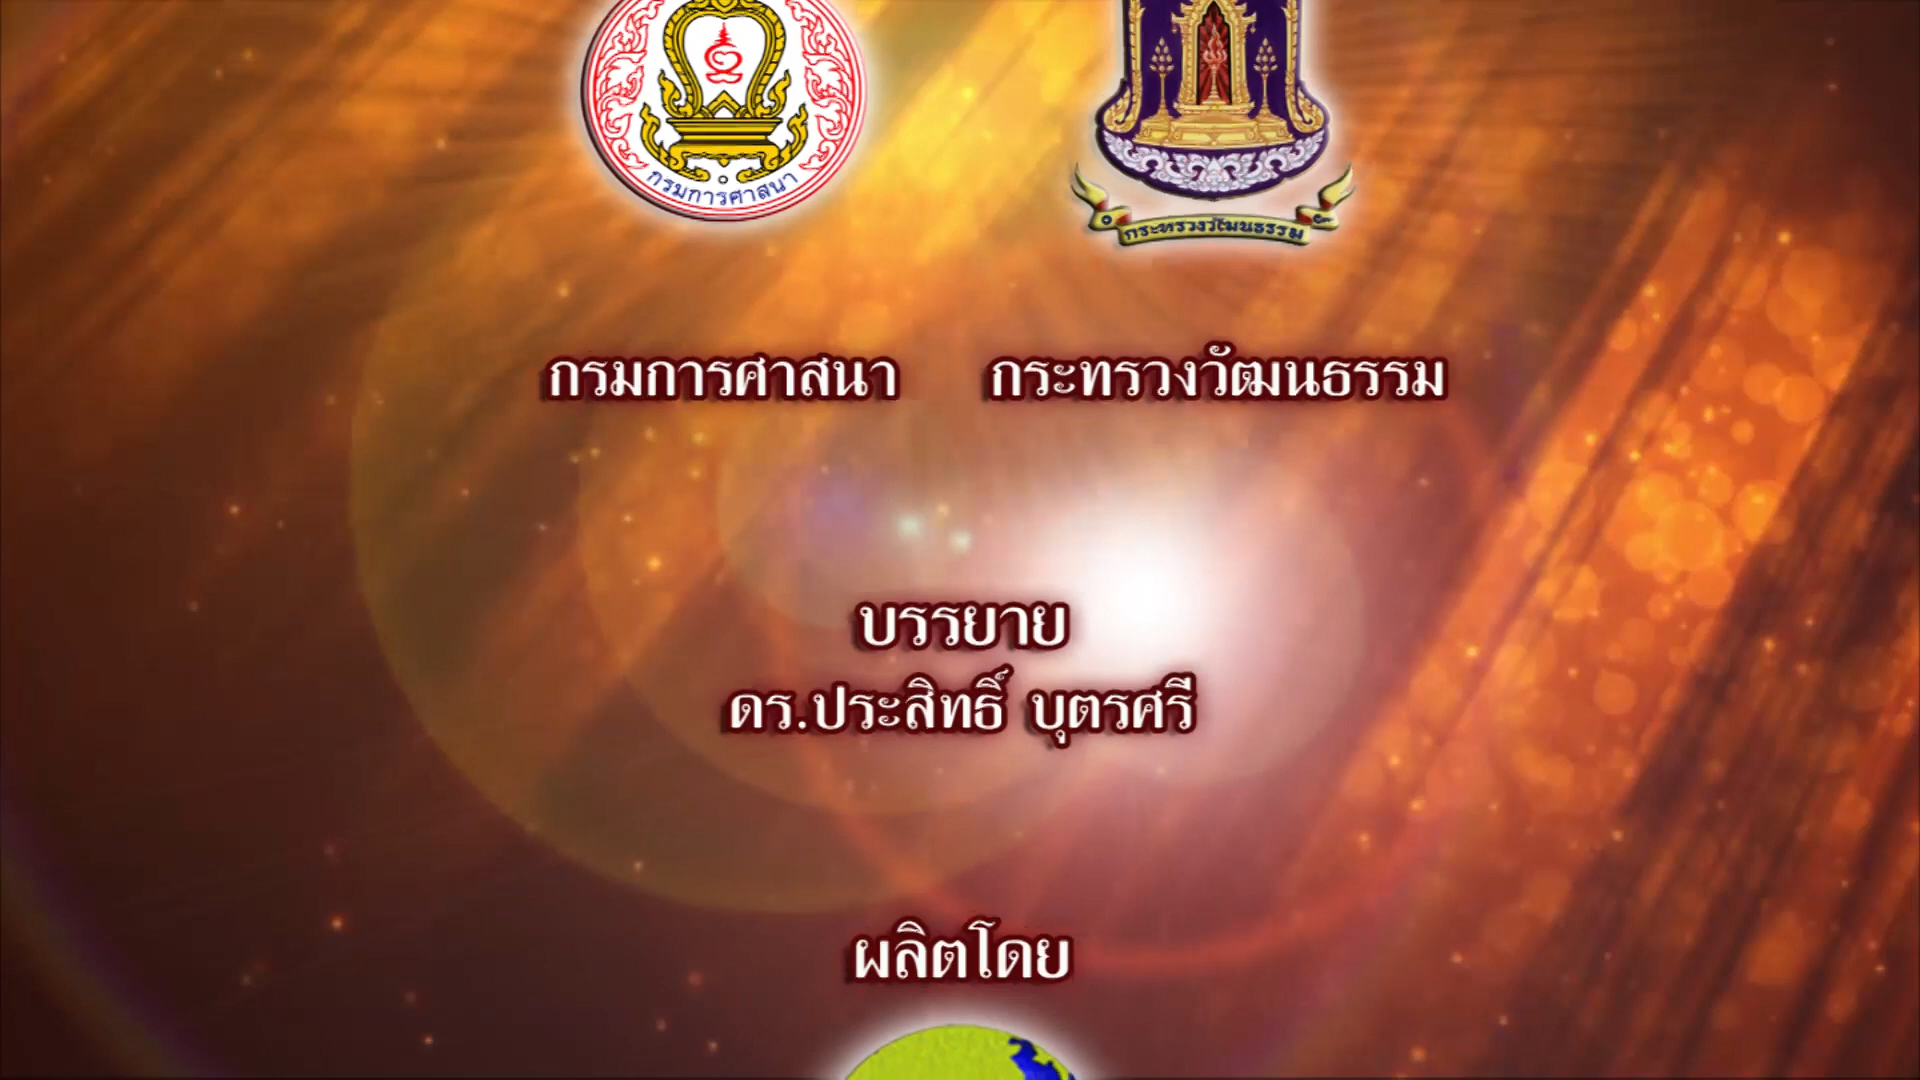 กรมการศาสนา
กระทรวงวัฒนธรรม
กรมการศาสนา กระทรวงวัฒนธรรม
บรรยาย
ดร.ประสิทธิ์ บุตรศรี
ผลิตโดย